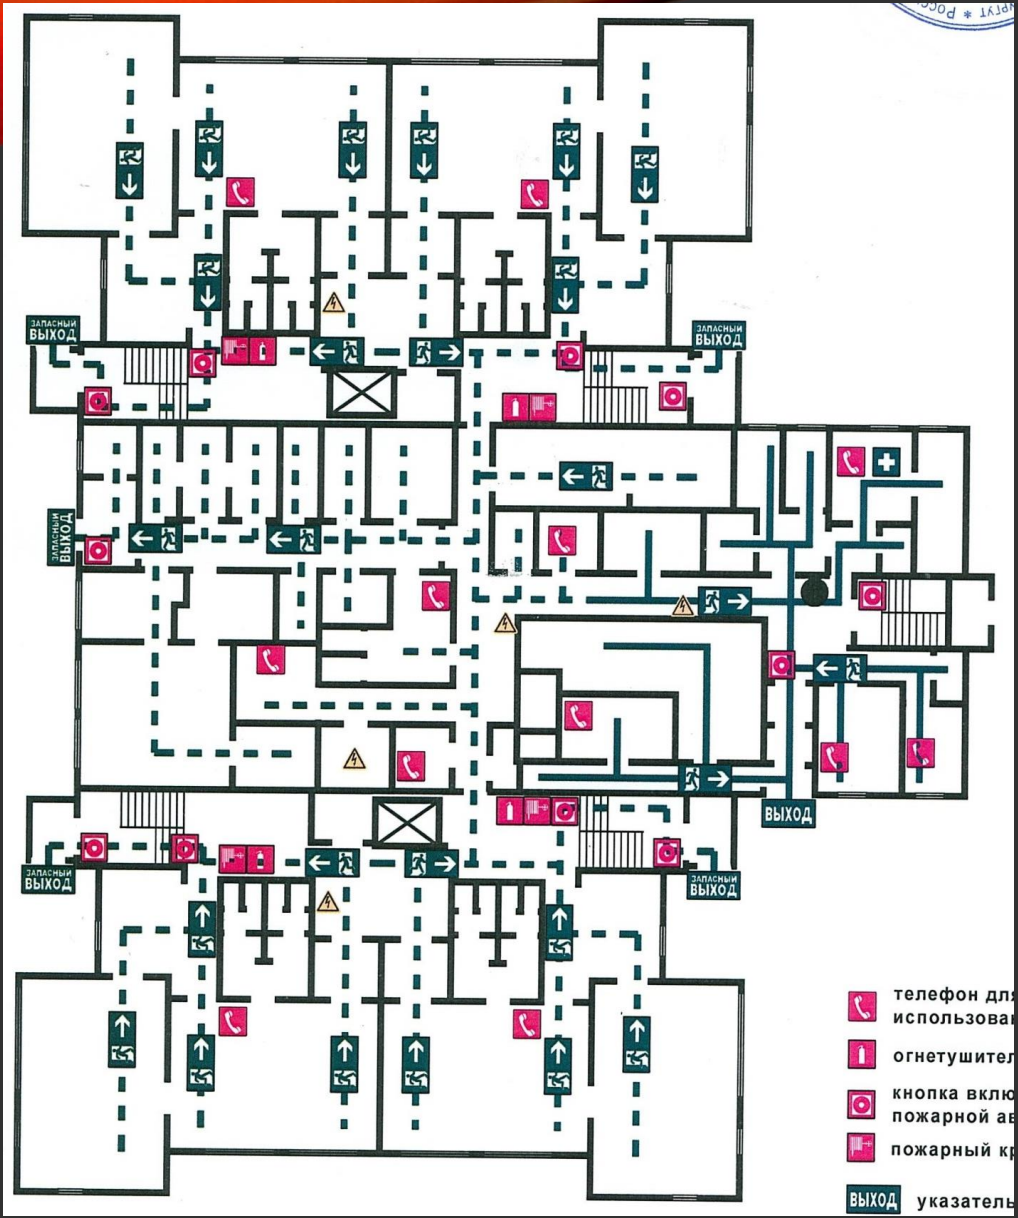 ЗАПАСНЫЙ
ВЫХОД
ЗАПАСНЫЙ
ВЫХОД
ЗАПАСНЫЙ
ВЫХОД
ВЫХОД
ЗАПАСНЫЙ
ВЫХОД
ЗАПАСНЫЙ
ВЫХОД
телефон для
использова
огнетушител
кнопка вклю
пожарной ав
пожарный кр
ВЫХОД указатель